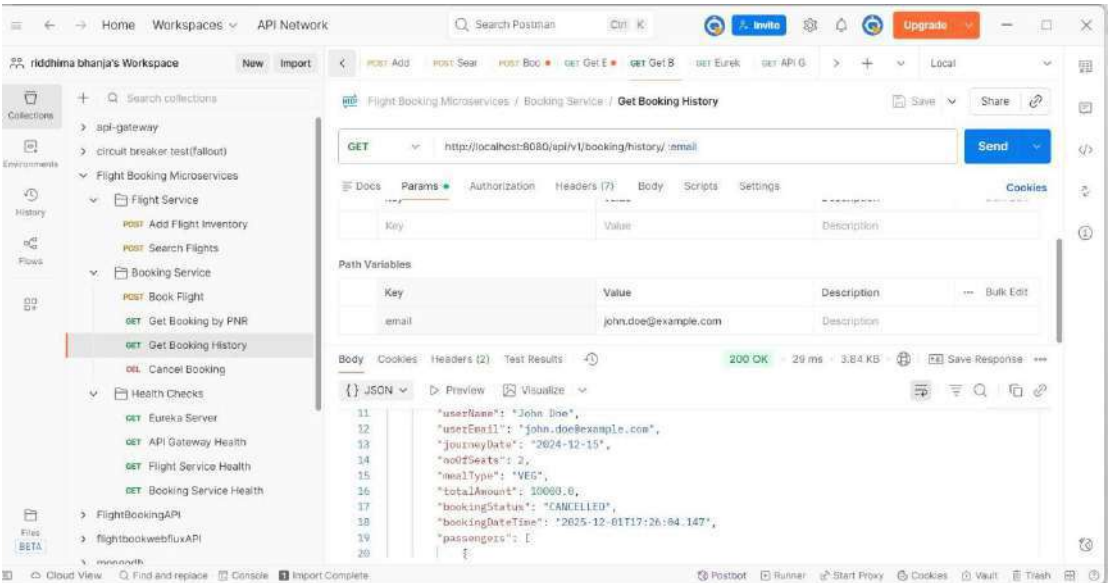 Home Workspaces API Network Search Postman Ctrl K Invite Upgrade
riddhima bhanja's Workspace New Import
POST Add POST Sear POST Boo GET Get E GET Get B GET Eurek GET API G Local
Collections
Environments
History
Flows
Files
BETA
Search collections
api-gateway
circuit breaker test(fallout)
Flight Booking Microservices
Flight Service
POST Add Flight Inventory
POST Search Flights
Booking Service
POST Book Flight
GET Get Booking by PNR
GET Get Booking History
DEL Cancel Booking
Health Checks
GET Eureka Server
GET API Gateway Health
GET Flight Service Health
GET Booking Service Health
FlightBookingAPI
flightbookwebfluxAPI
HTTP Flight Booking Microservices / Booking Service / Get Booking History Save Share
GET http://localhost:8080/api/v1/booking/history/ :email Send
Docs Params Authorization Headers (7) Body Scripts Settings Cookies
Key Value Description
Path Variables
Key Value Description Bulk Edit
email john.doe@example.com Description
Body Cookies Headers (2) Test Results 200 OK 29 ms 3.84 KB Save Response
{} JSON Preview Visualize
11 "userName": "John Doe",
12 "userEmail": "john.doe@example.com",
13 "journeyDate": "2024-12-15",
14 "noOfSeats": 2,
15 "mealType": "VEG",
16 "totalAmount": 10000.0,
17 "bookingStatus": "CANCELLED",
18 "bookingDateTime": "2025-12-01T17:26:04.147",
19 "passengers": [
20 {
Cloud View Find and replace Console Import Complete Postbot Runner Start Proxy Cookies Vault Trash